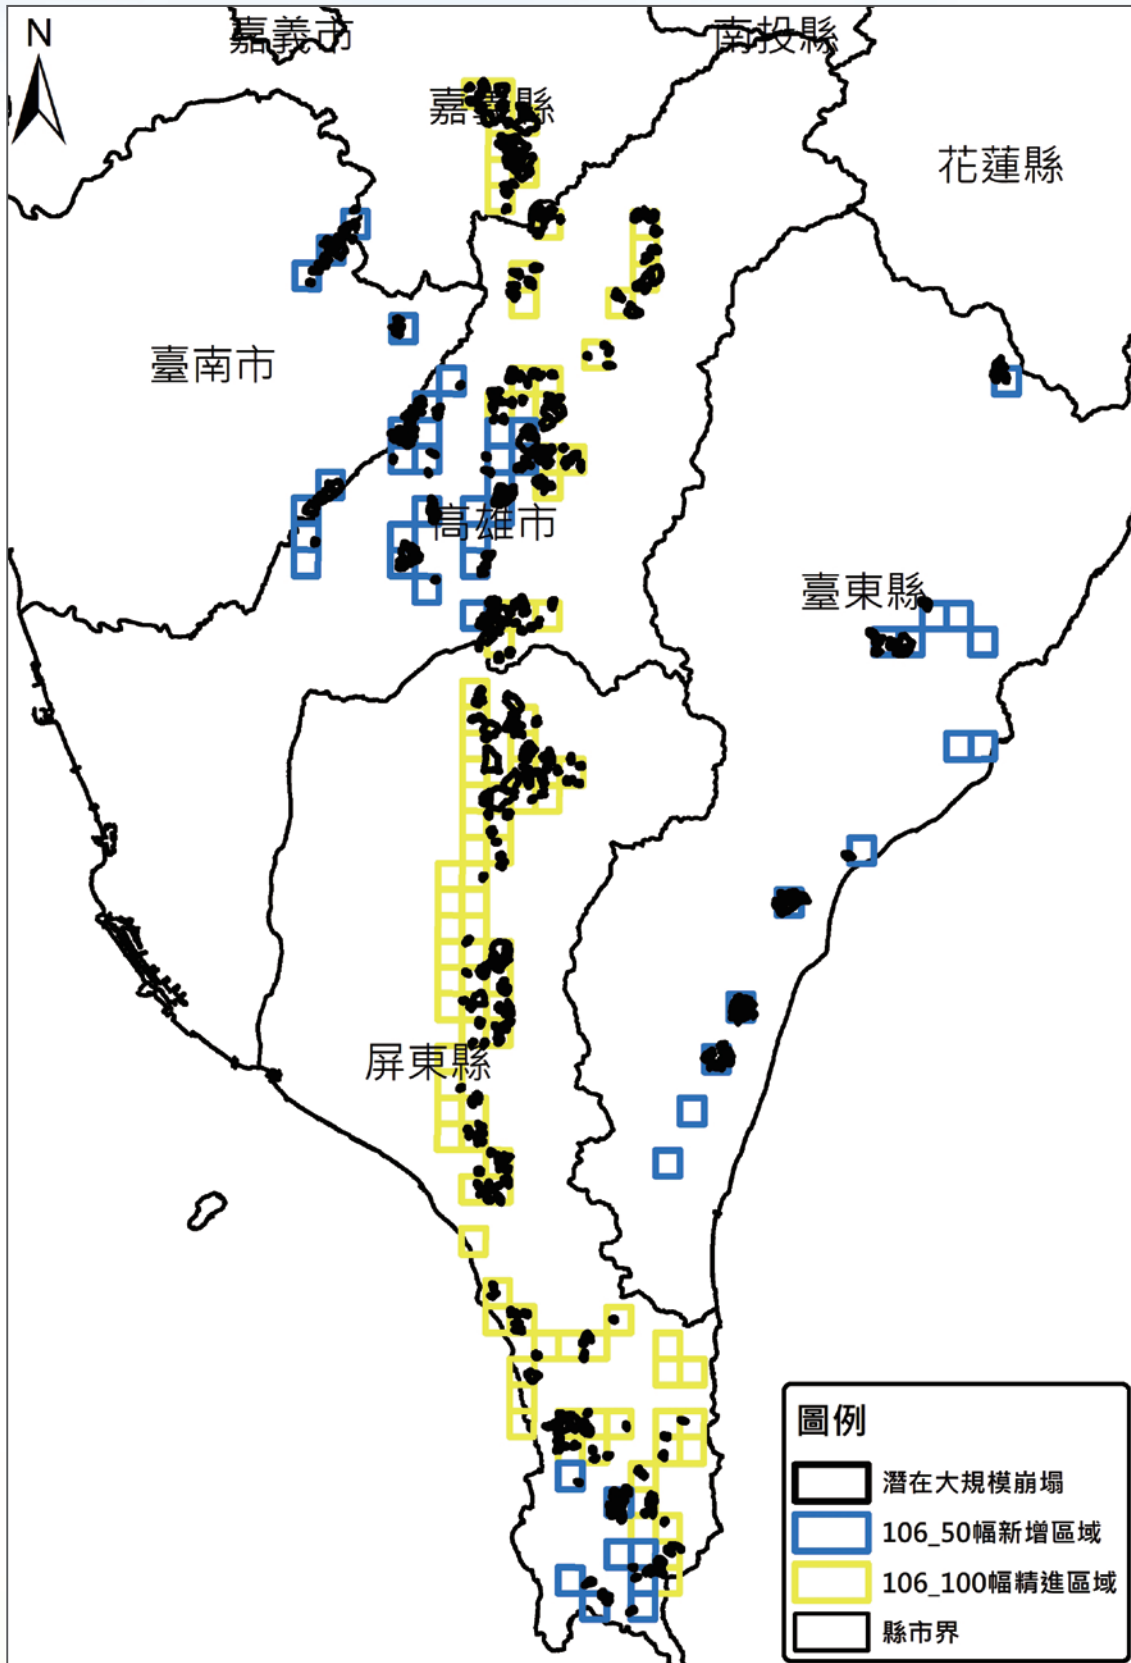 N
嘉義市
南投縣
嘉義縣
花蓮縣
臺南市
高雄市
臺東縣
屏東縣
圖例
潛在大規模崩塌
106_50幅新增區域
106_100幅精進區域
縣市界